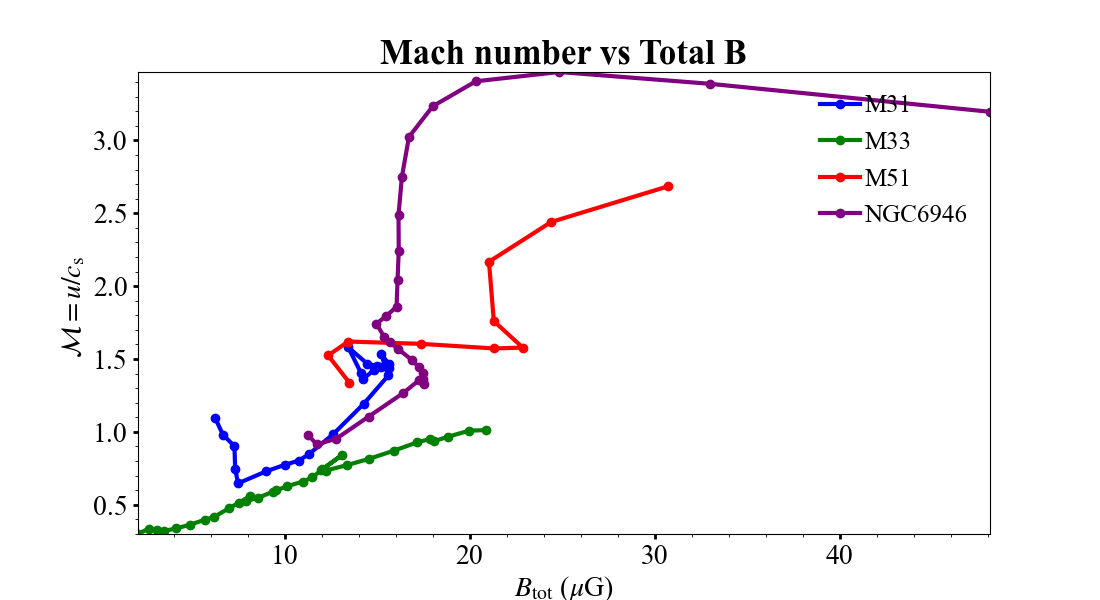 Mach number vs Total B
M31
M33
M51
NGC6946
3.0
2.5
2.0
1.5
1.0
0.5
ℳ = u/cₛ
10 20 30 40
B_tot (μG)